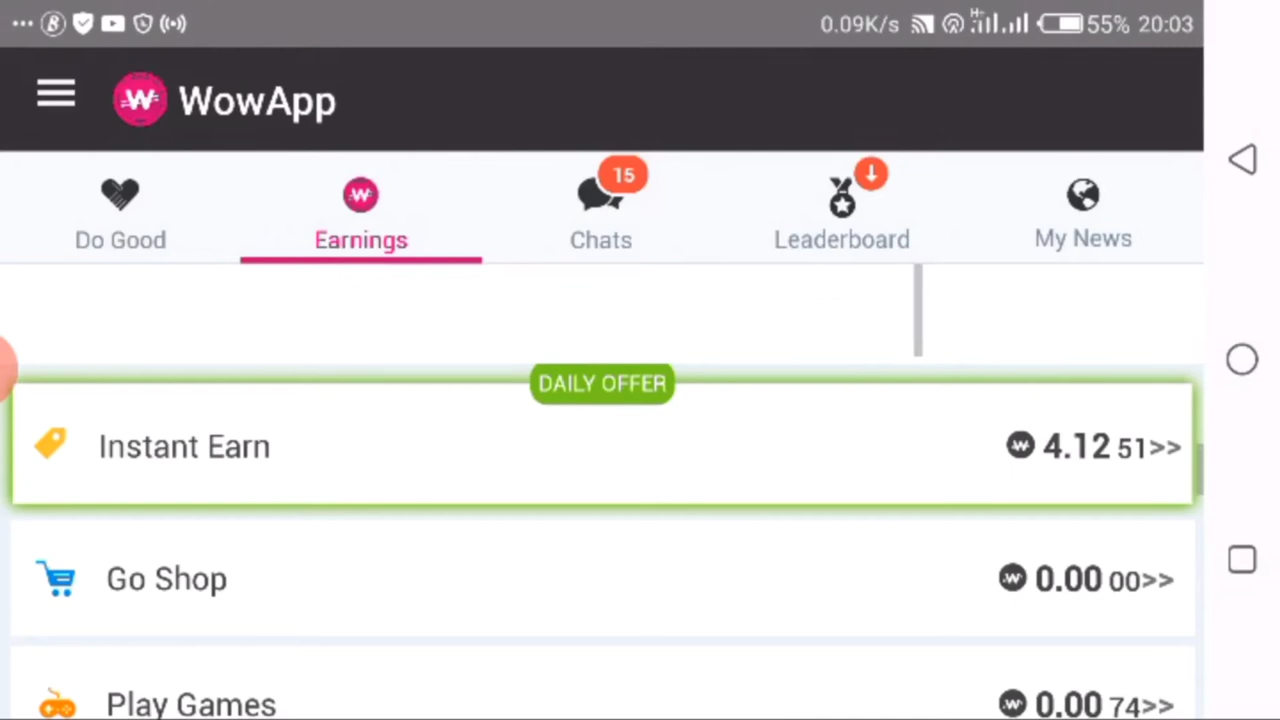 0.09K/s H+ 55% 20:03
W WowApp
15
Do Good Earnings Chats Leaderboard My News
DAILY OFFER
Instant Earn W 4.12 51>>
Go Shop W 0.00 00>>
Play Games W 0.00 74>>